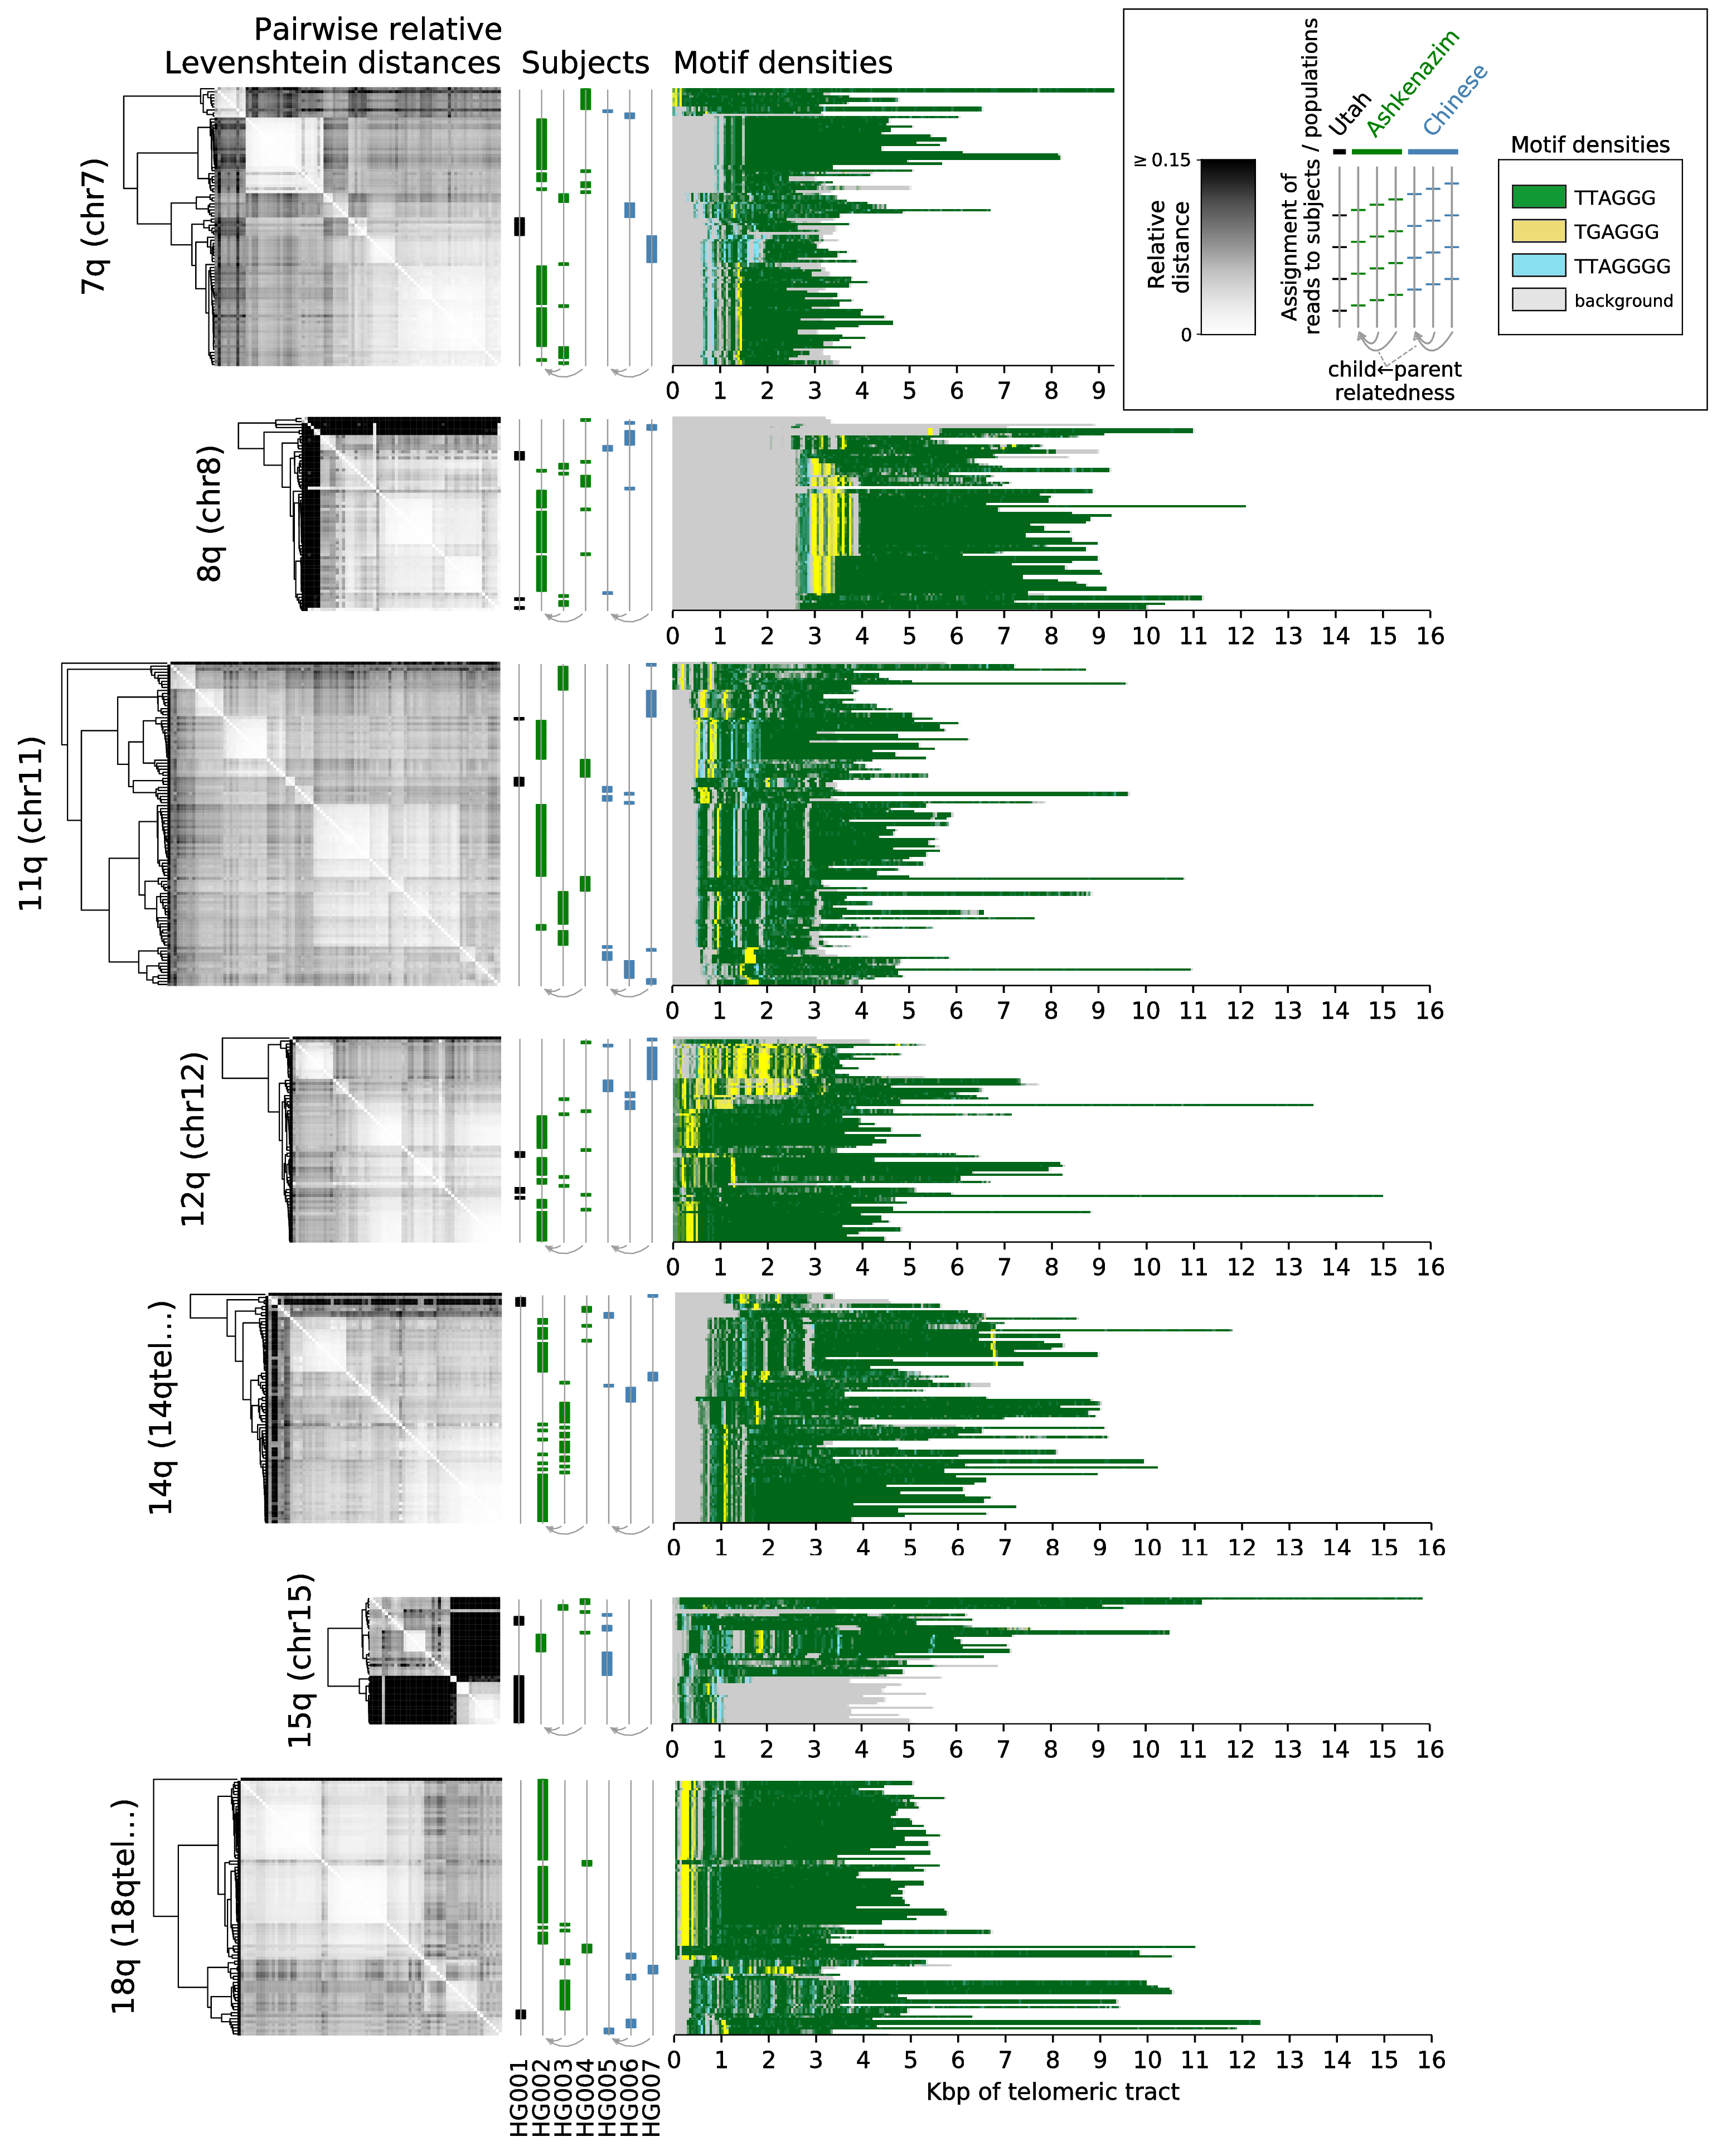 Pairwise relative
Levenshtein distances
Subjects
Motif densities
7q (chr7)
0 1 2 3 4 5 6 7 8 9
≥ 0.15
0
Relative
distance
Assignment of
reads to subjects / populations
Utah
Ashkenazim
Chinese
child←parent
relatedness
Motif densities
TTAGGG
TGAGGG
TTAGGGG
background
8q (chr8)
0 1 2 3 4 5 6 7 8 9 10 11 12 13 14 15 16
11q (chr11)
0 1 2 3 4 5 6 7 8 9 10 11 12 13 14 15 16
12q (chr12)
0 1 2 3 4 5 6 7 8 9 10 11 12 13 14 15 16
14q (14qtel...)
0 1 2 3 4 5 6 7 8 9 10 11 12 13 14 15 16
15q (chr15)
0 1 2 3 4 5 6 7 8 9 10 11 12 13 14 15 16
18q (18qtel...)
0 1 2 3 4 5 6 7 8 9 10 11 12 13 14 15 16
HG001
HG002
HG003
HG004
HG005
HG006
HG007
Kbp of telomeric tract